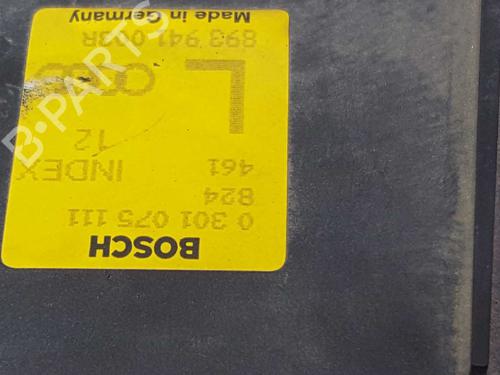 BOSCH
0 301 075 111
824
461 INDEX
12
L
893 941 003R
Made in Germany
B-PARTS